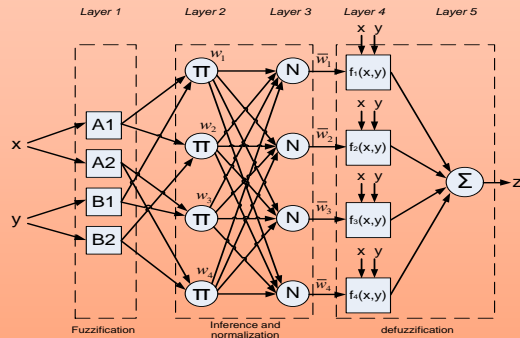 Layer 1 Layer 2 Layer 3 Layer 4 Layer 5
x y
w₁ w̅₁
π N f₁(x,y)
A1
x y
w₂ w̅₂
x π N f₂(x,y)
A2
Σ z
B1
x y
w₃ w̅₃
y π N f₃(x,y)
B2
x y
w₄ w̅₄
π N f₄(x,y)
Fuzzification Inference and normalization defuzzification